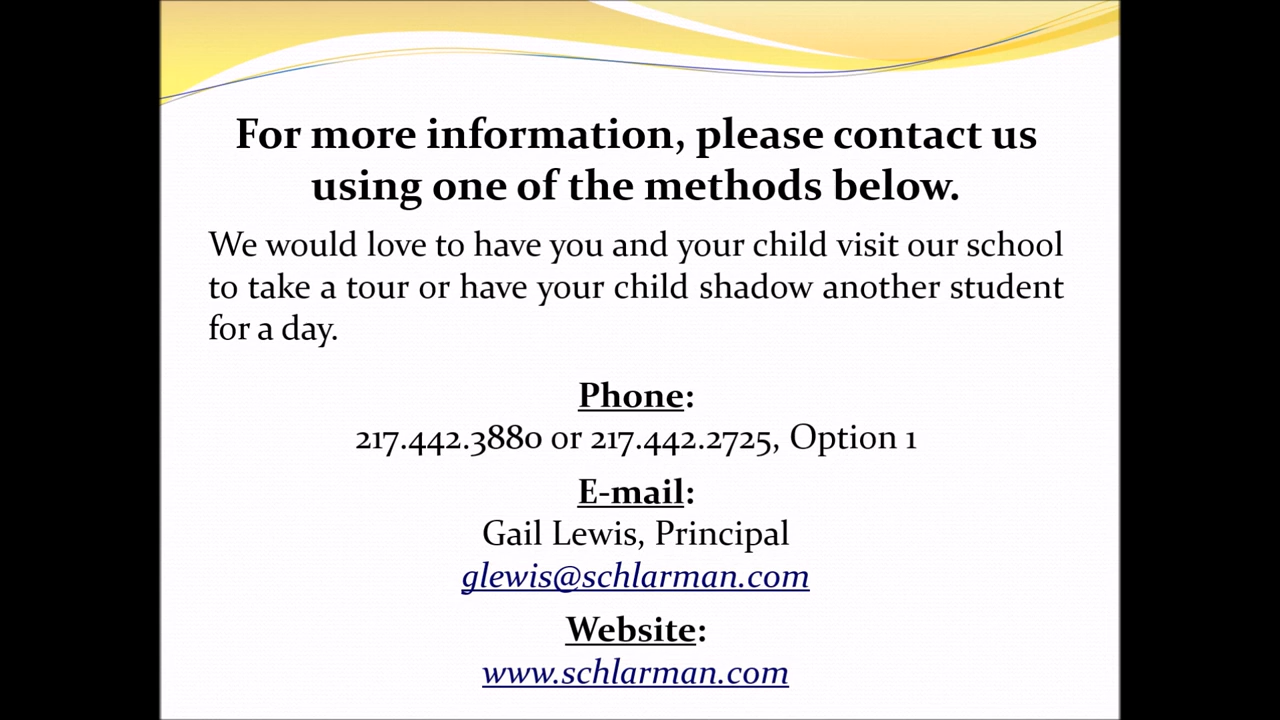 For more information, please contact us
using one of the methods below.
We would love to have you and your child visit our school
to take a tour or have your child shadow another student
for a day.
Phone:
217.442.3880 or 217.442.2725, Option 1
E-mail:
Gail Lewis, Principal
glewis@schlarman.com
Website:
www.schlarman.com